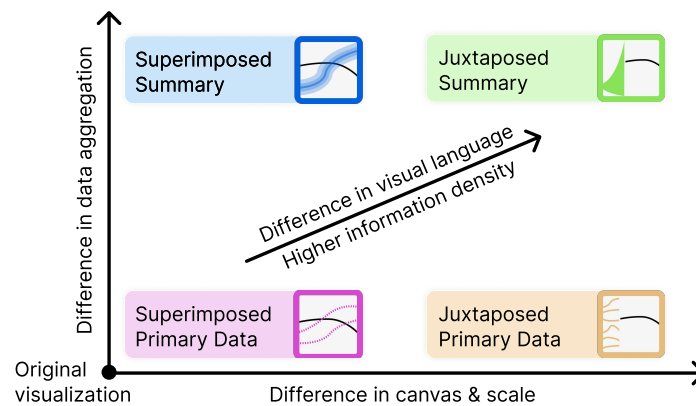 Difference in data aggregation
Superimposed
Summary
Juxtaposed
Summary
Difference in visual language
Higher information density
Superimposed
Primary Data
Juxtaposed
Primary Data
Original
visualization
Difference in canvas & scale